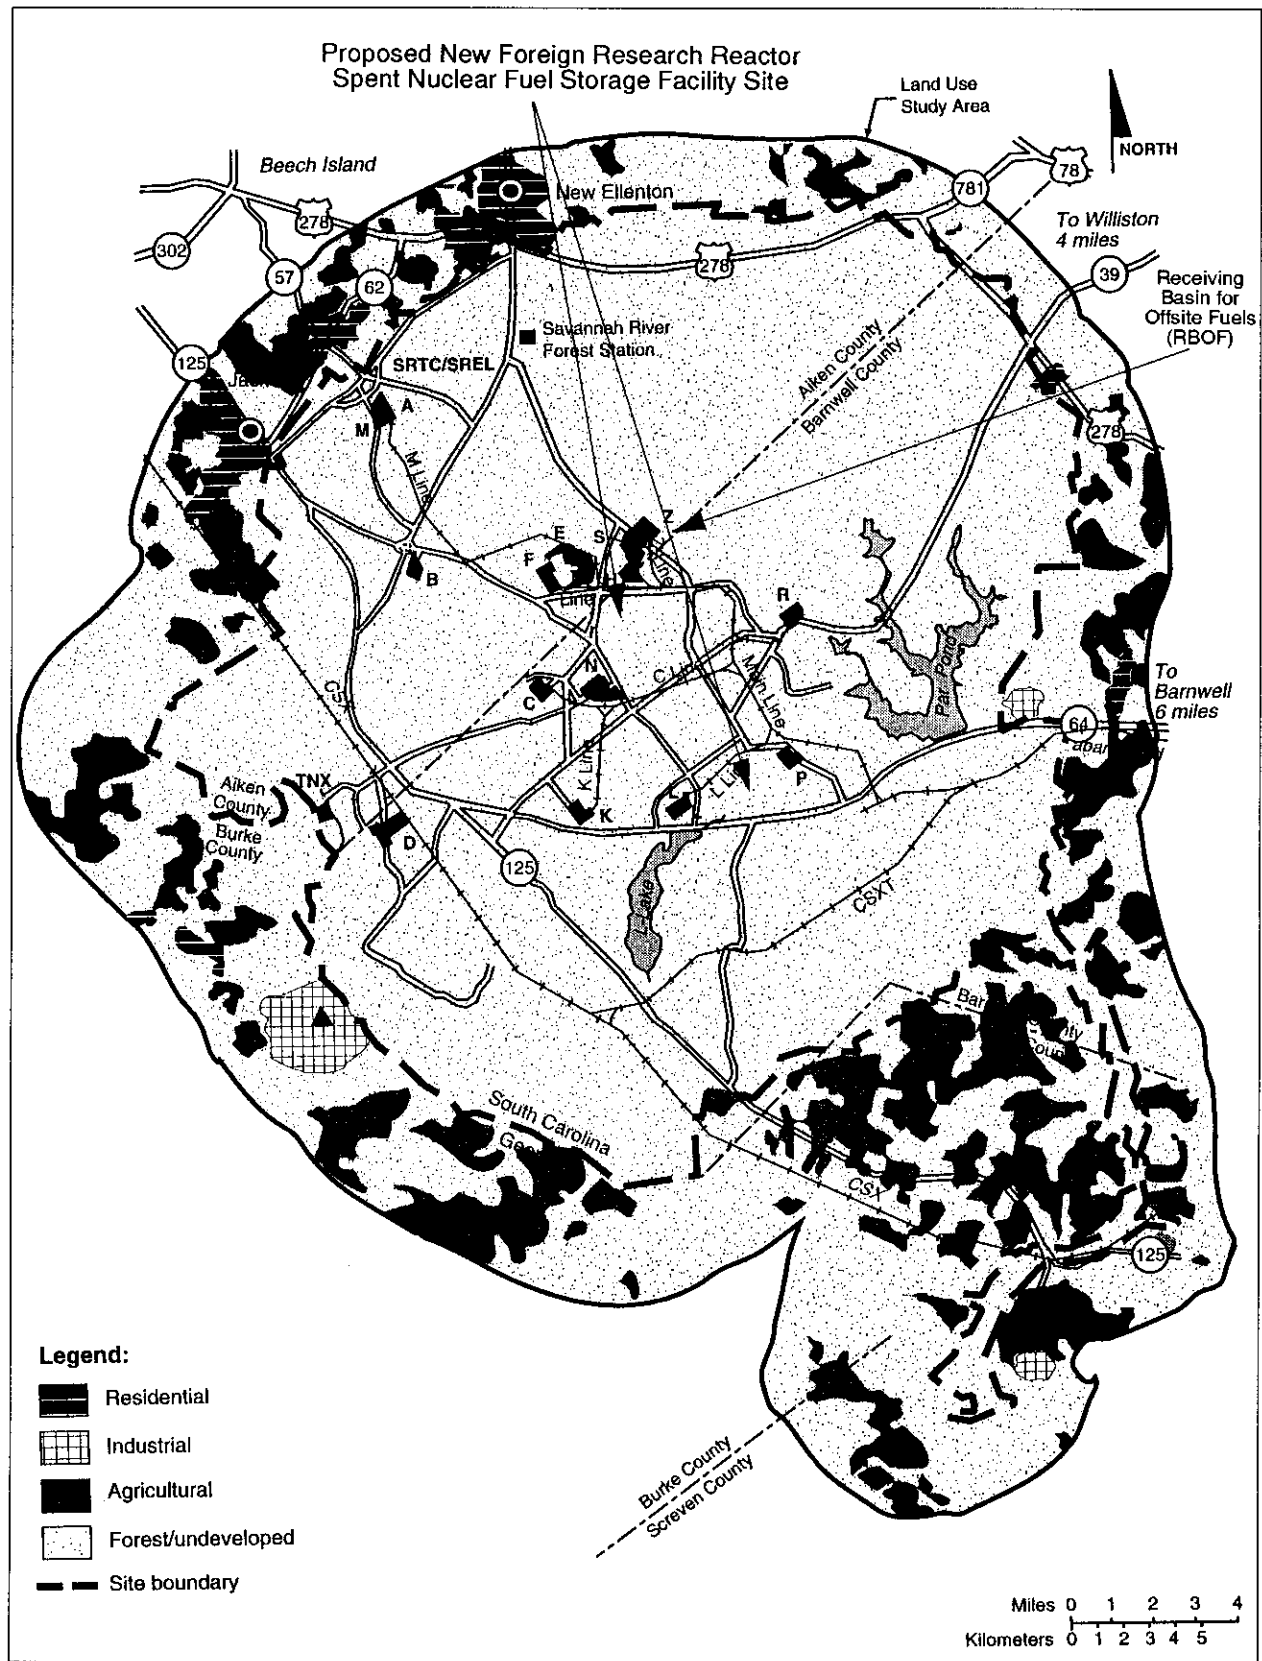 Proposed New Foreign Research Reactor
Spent Nuclear Fuel Storage Facility Site
Land Use
Study Area
NORTH
Beech Island
New Ellenton
278
302
57
62
125
781
78
To Williston
4 miles
39
278
Receiving
Basin for
Offsite Fuels
(RBOF)
Savannah River
Forest Station
SRTC/SREL
Aiken County
Barnwell County
278
A
M
M Line
Z
S
E
F
B
H
Line
Line
R
N
C
C Line
Main Line
Par Pond
To
Barnwell
6 miles
64
CSX
K Line
L Line
P
L
K
TNX
Aiken
County
Burke
County
D
125
L Lake
CSXT
South Carolina
CSX
125
Burke County
Screven County
Legend:
Residential
Industrial
Agricultural
Forest/undeveloped
Site boundary
Miles 0 1 2 3 4
Kilometers 0 1 2 3 4 5